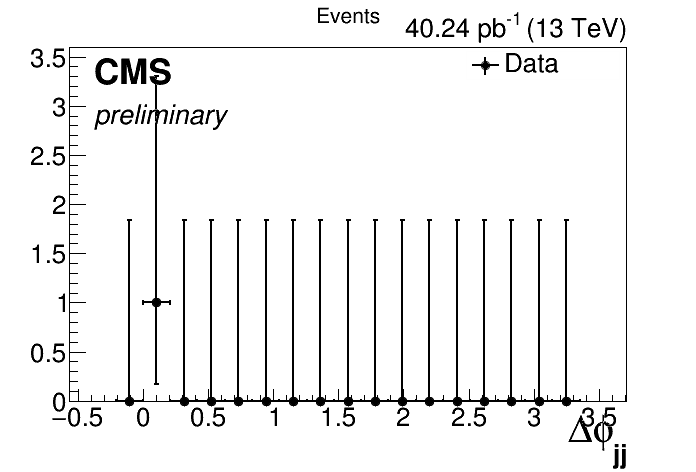 Events
40.24 pb-1 (13 TeV)
CMS
preliminary
Data
3.5
3
2.5
2
1.5
1
0.5
0
−0.5 0 0.5 1 1.5 2 2.5 3 3.5
Δφjj